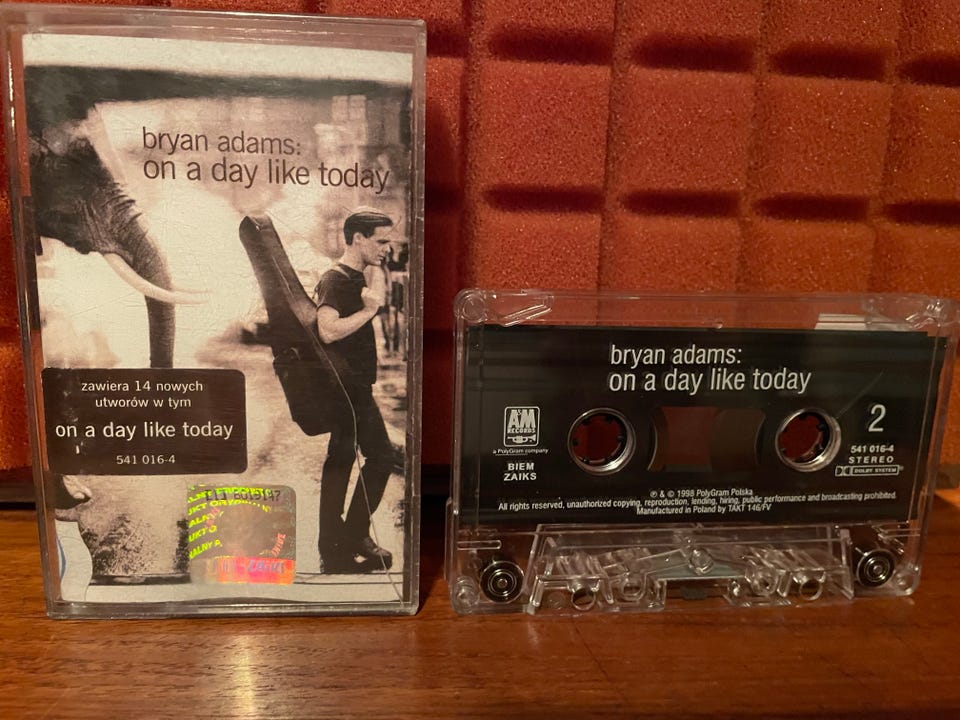 bryan adams:
on a day like today
zawiera 14 nowych
utworów w tym
on a day like today
541 016-4
bryan adams:
on a day like today
A&M
RECORDS
a PolyGram company
BIEM
ZAIKS
2
541 016-4
STEREO
DOLBY SYSTEM
℗ & © 1998 PolyGram Polska
All rights reserved, unauthorized copying, reproduction, lending, hiring, public performance and broadcasting prohibited.
Manufactured in Poland by TAKT 146/FV